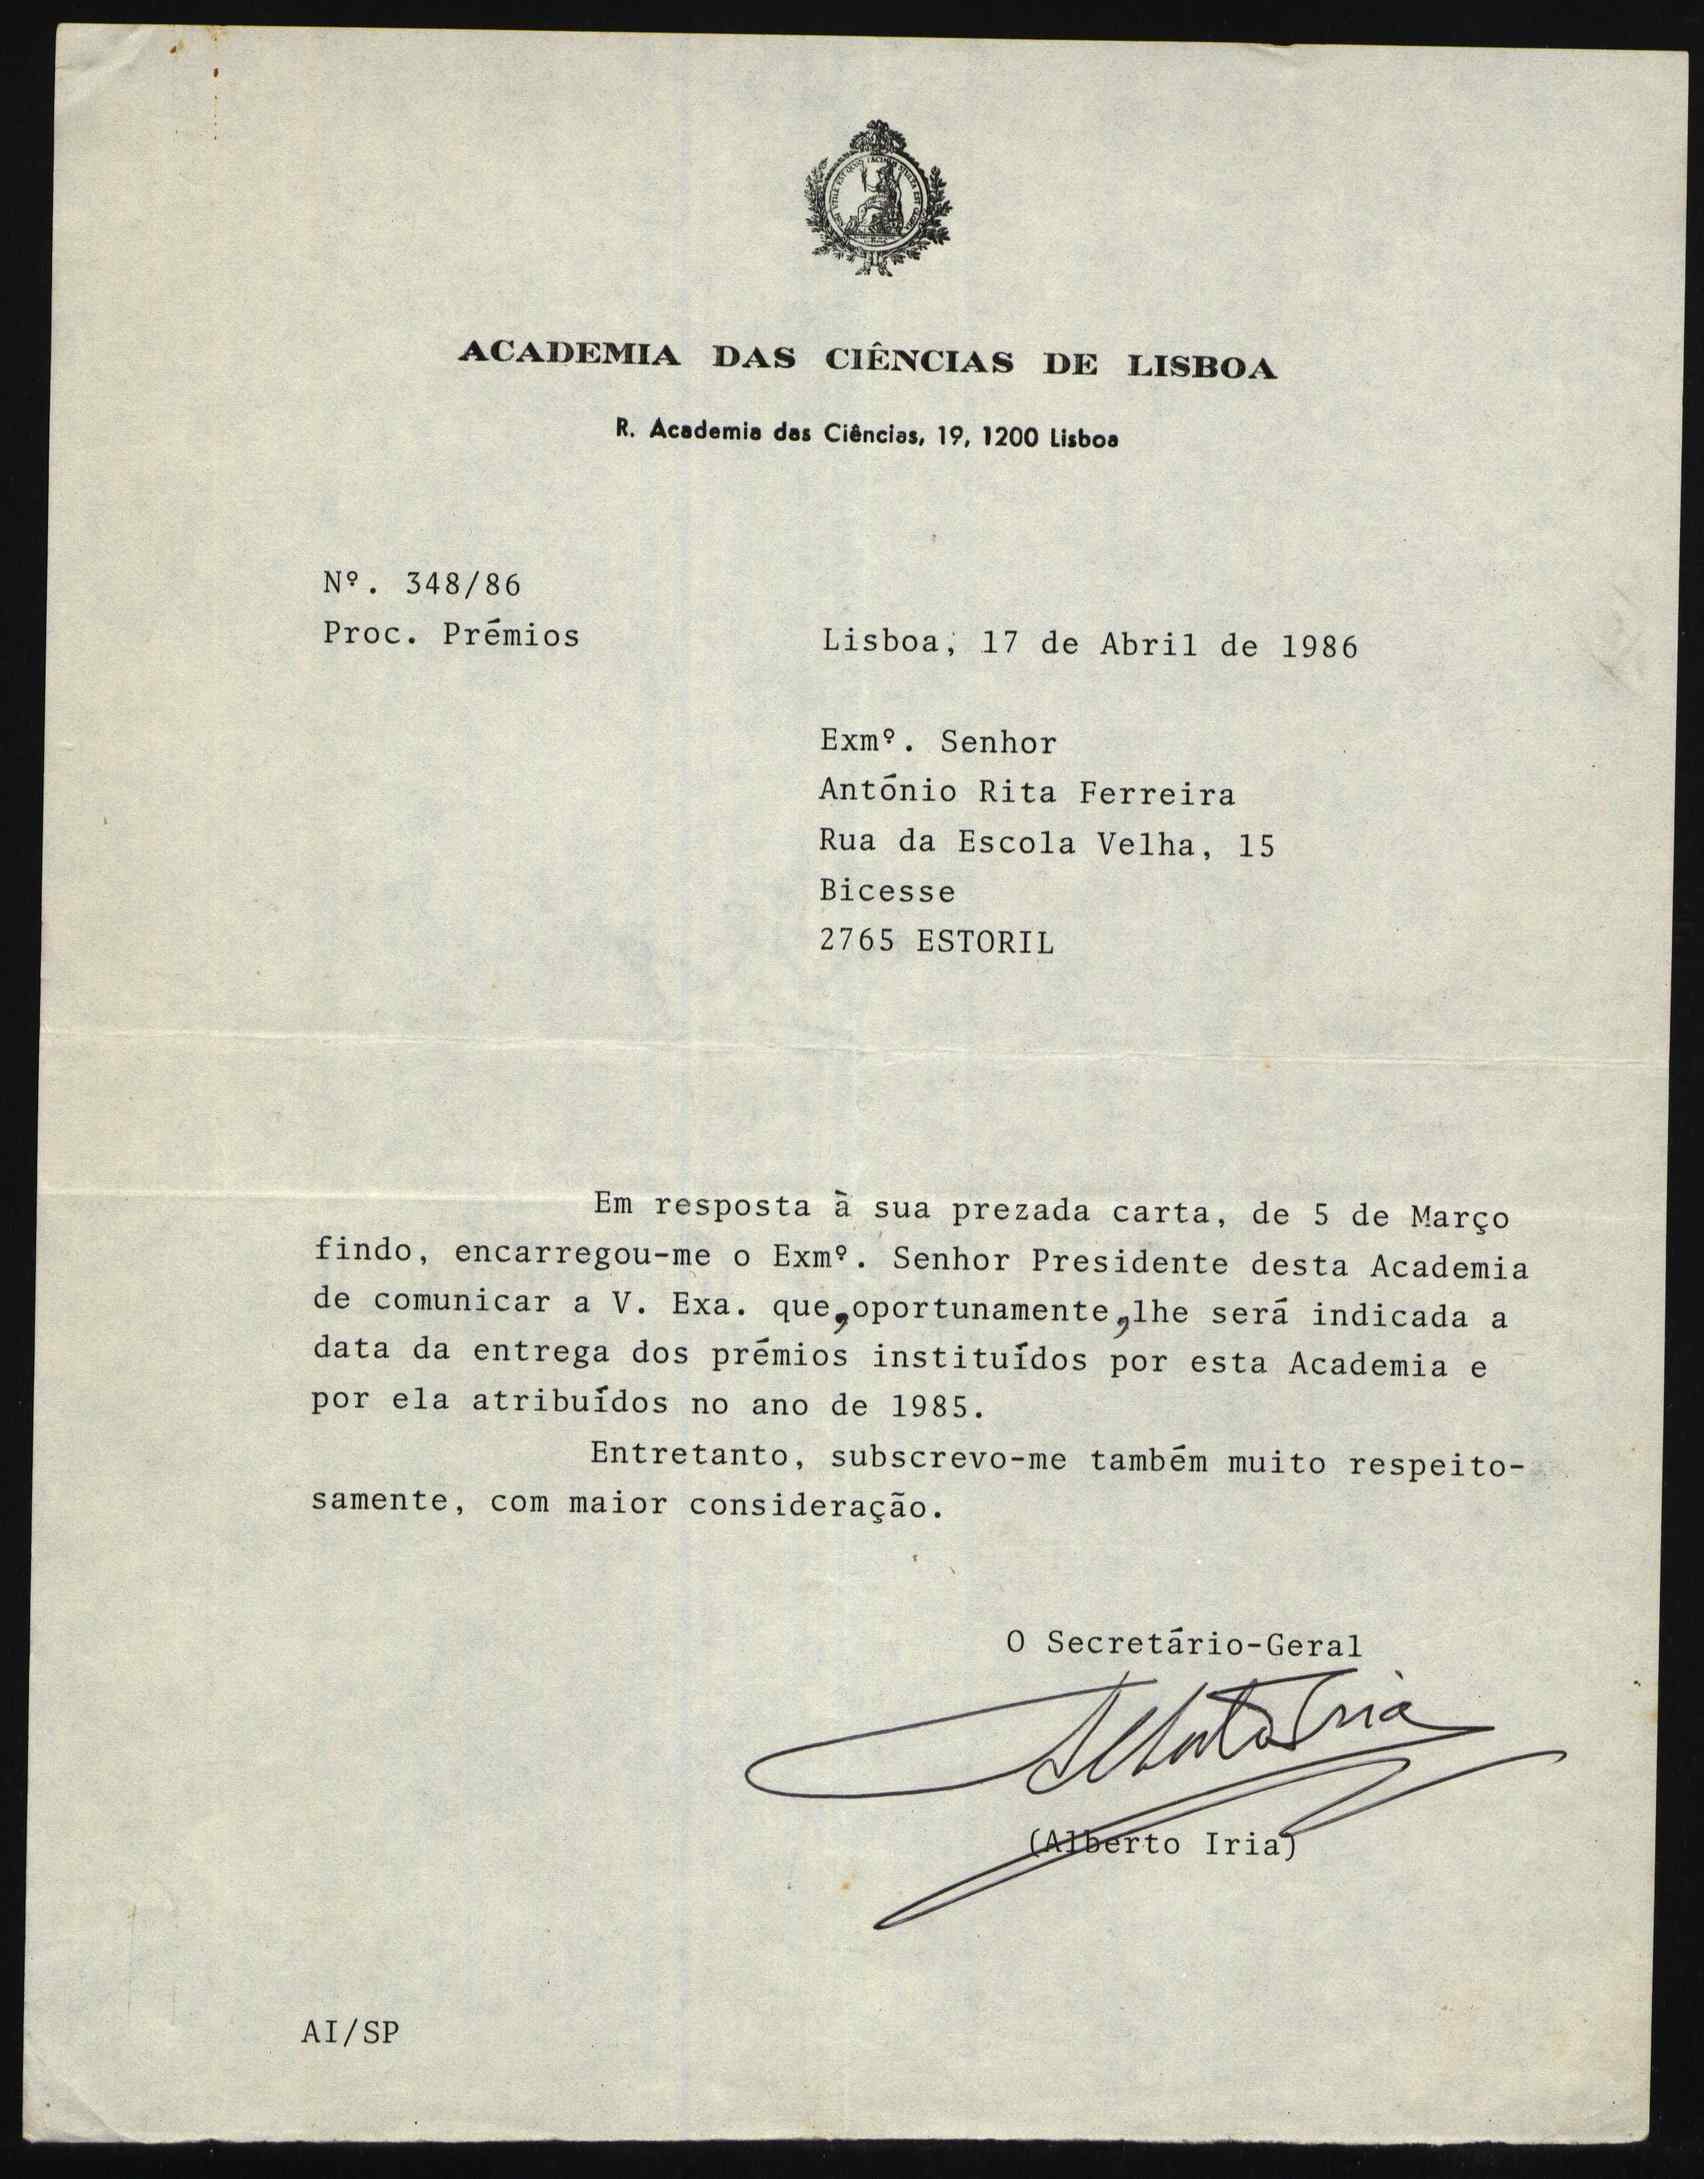 ACADEMIA DAS CIÊNCIAS DE LISBOA
R. Academia das Ciências, 19, 1200 Lisboa
Nº. 348/86
Proc. Prémios
Lisboa, 17 de Abril de 1986
Exmº. Senhor
António Rita Ferreira
Rua da Escola Velha, 15
Bicesse
2765 ESTORIL
Em resposta à sua prezada carta, de 5 de Março
findo, encarregou-me o Exmº. Senhor Presidente desta Academia
de comunicar a V. Exa. que,oportunamente,lhe será indicada a
data da entrega dos prémios instituídos por esta Academia e
por ela atribuídos no ano de 1985.
Entretanto, subscrevo-me também muito respeito-
samente, com maior consideração.
O Secretário-Geral
Alberto Iria
(Alberto Iria)
AI/SP